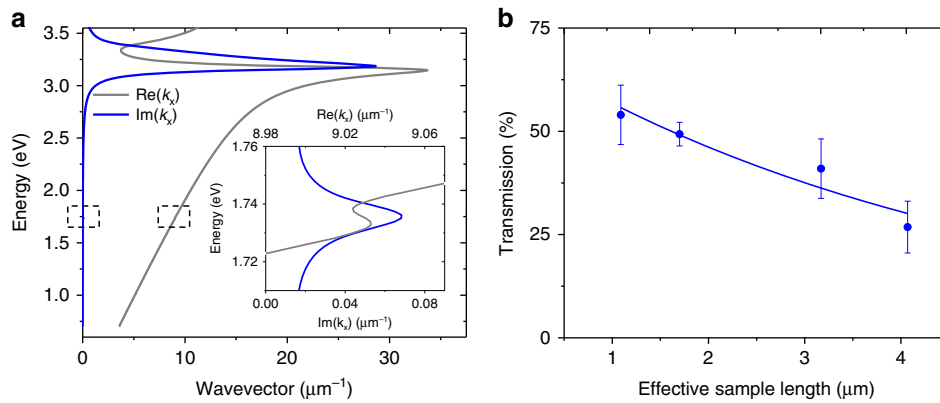 a
3.5
3.0
2.5
2.0
1.5
1.0
Energy (eV)
Re(kx)
Im(kx)
0
10
20
30
Wavevector (μm⁻¹)
Re(kx) (μm⁻¹)
8.98
9.02
9.06
1.76
1.74
1.72
Energy (eV)
0.00
0.04
0.08
Im(kx) (μm⁻¹)
b
75
50
25
0
Transmission (%)
1
2
3
4
Effective sample length (μm)